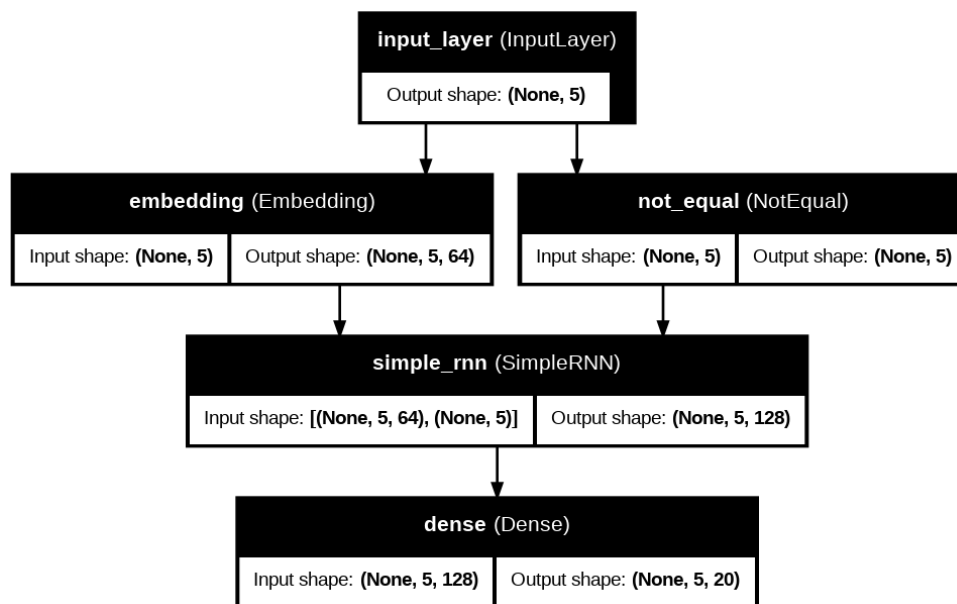 input_layer (InputLayer)
Output shape: (None, 5)
embedding (Embedding)
Input shape: (None, 5)
Output shape: (None, 5, 64)
not_equal (NotEqual)
Input shape: (None, 5)
Output shape: (None, 5)
simple_rnn (SimpleRNN)
Input shape: [(None, 5, 64), (None, 5)]
Output shape: (None, 5, 128)
dense (Dense)
Input shape: (None, 5, 128)
Output shape: (None, 5, 20)